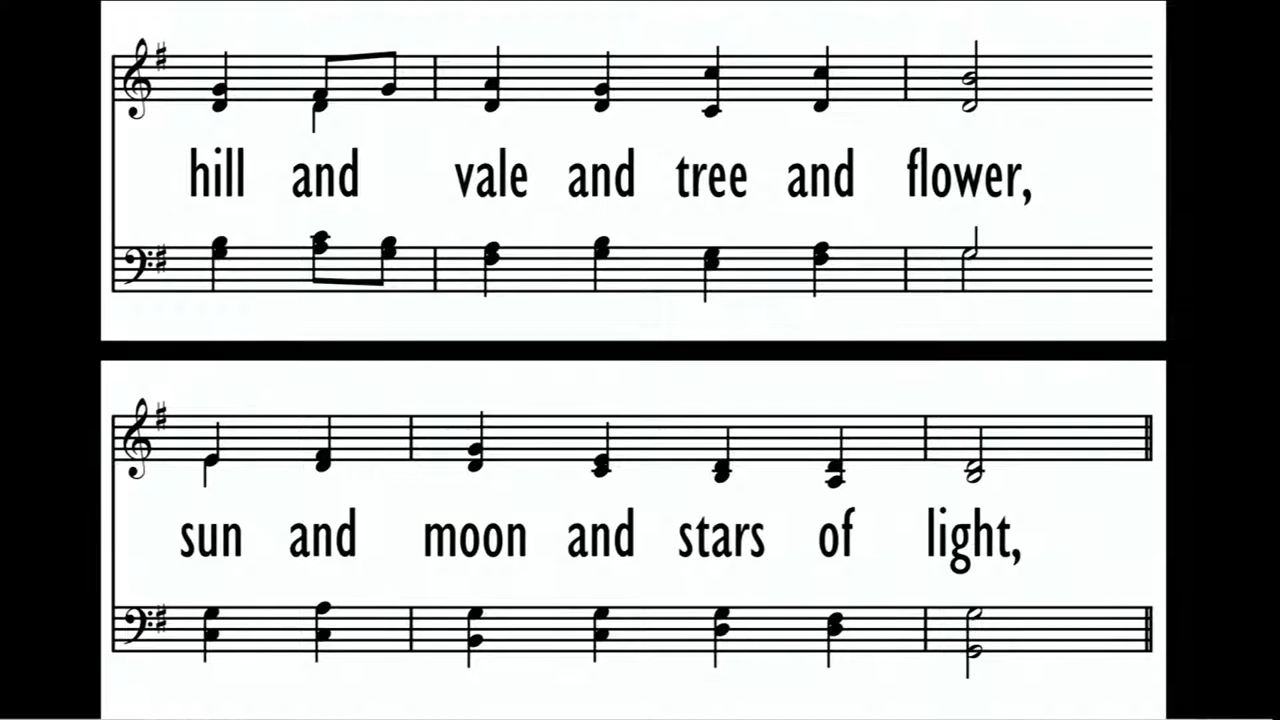 hill and vale and tree and flower,
sun and moon and stars of light,